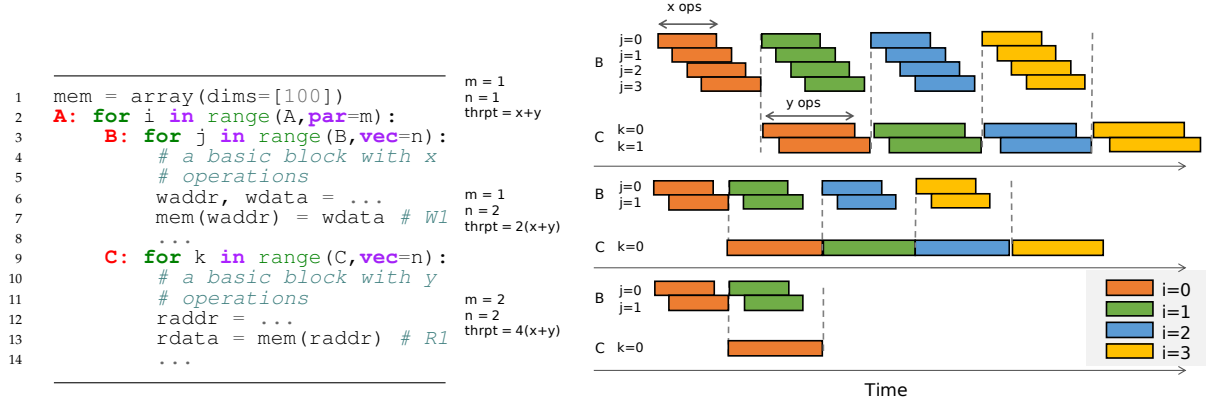 1 mem = array(dims=[100])
2 A: for i in range(A,par=m):
3 B: for j in range(B,vec=n):
4 # a basic block with x
5 # operations
6 waddr, wdata = ...
7 mem(waddr) = wdata # W1
8 ...
9 C: for k in range(C,vec=n):
10 # a basic block with y
11 # operations
12 raddr = ...
13 rdata = mem(raddr) # R1
14 ...
m = 1
n = 1
thrpt = x+y
m = 1
n = 2
thrpt = 2(x+y)
m = 2
n = 2
thrpt = 4(x+y)
x ops
B
j=0
j=1
j=2
j=3
y ops
C
k=0
k=1
B
j=0
j=1
C k=0
B
j=0
j=1
C k=0
i=0
i=1
i=2
i=3
Time